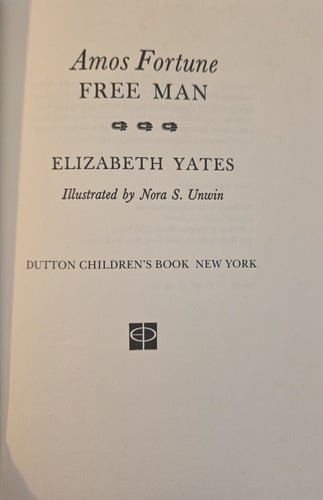 Amos Fortune
FREE MAN
ELIZABETH YATES
Illustrated by Nora S. Unwin
DUTTON CHILDREN'S BOOK NEW YORK